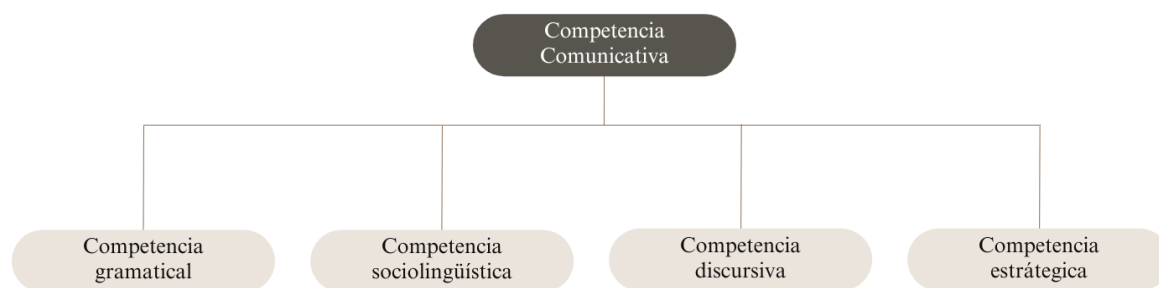 Competencia
Comunicativa
Competencia
gramatical
Competencia
sociolingüística
Competencia
discursiva
Competencia
estrátegica